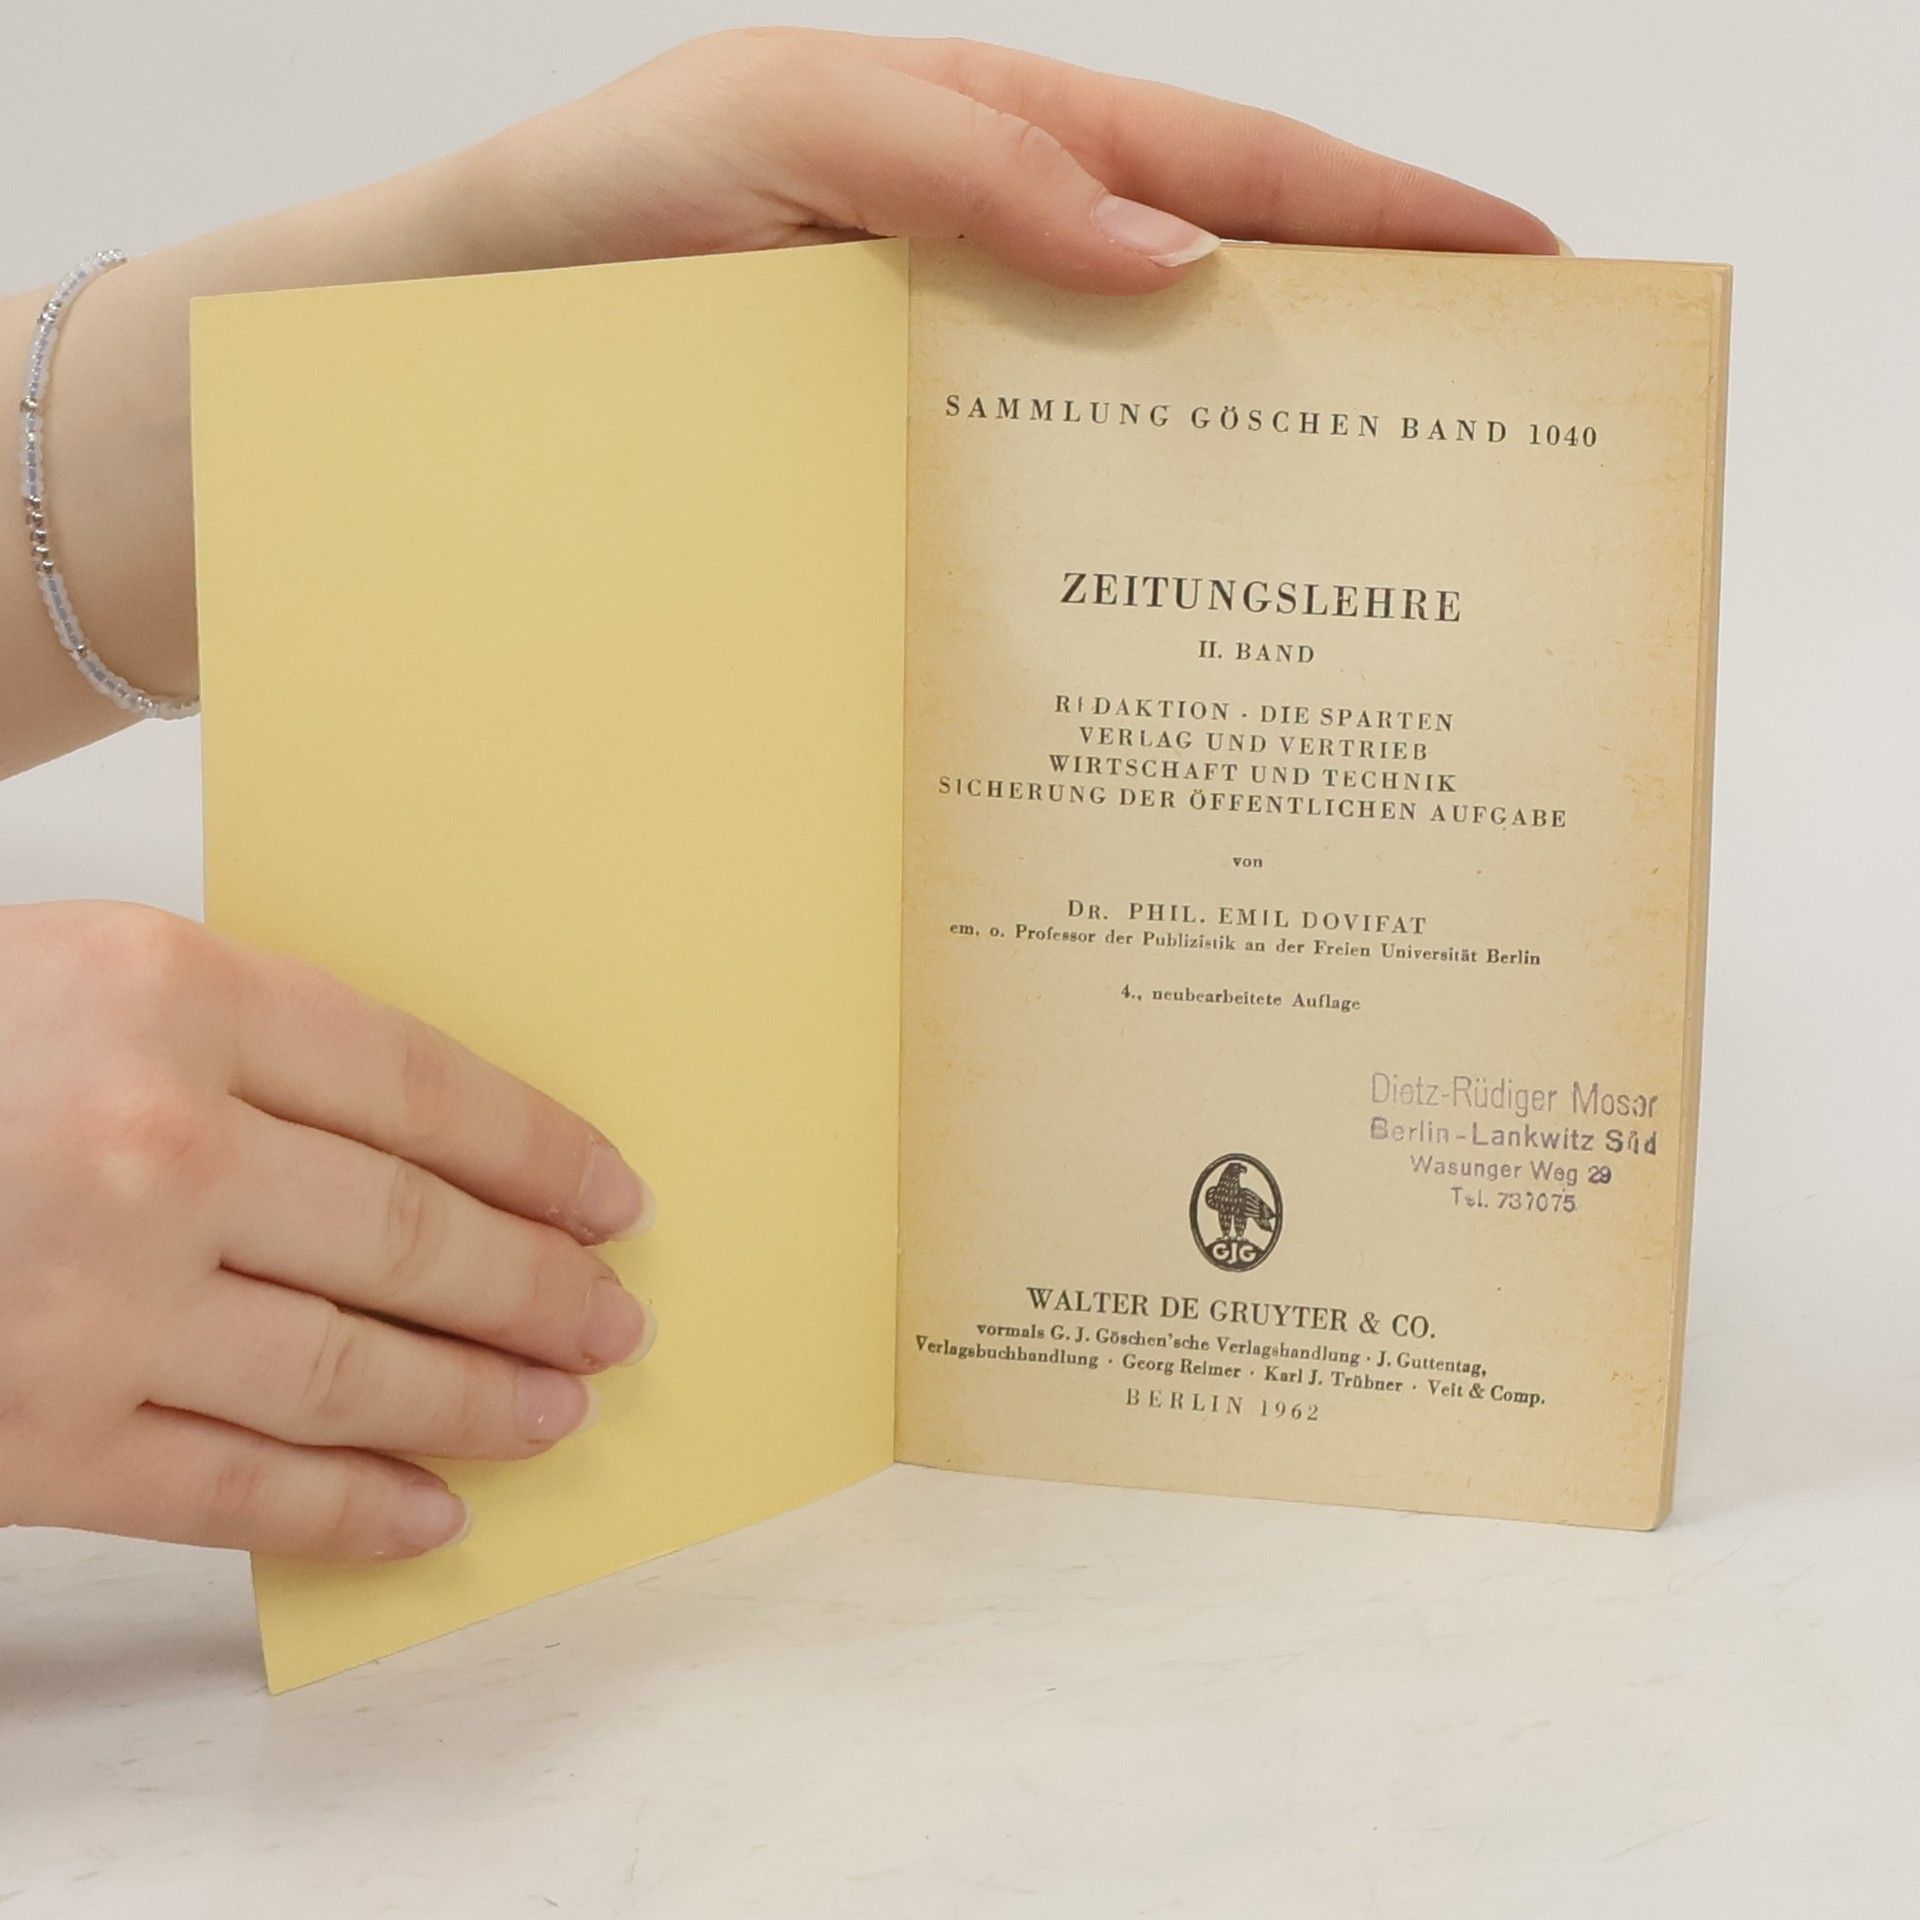 SAMMLUNG GÖSCHEN BAND 1040
ZEITUNGSLEHRE
II. BAND
REDAKTION · DIE SPARTEN
VERLAG UND VERTRIEB
WIRTSCHAFT UND TECHNIK
SICHERUNG DER ÖFFENTLICHEN AUFGABE
von
DR. PHIL. EMIL DOVIFAT
em. o. Professor der Publizistik an der Freien Universität Berlin
4., neubearbeitete Auflage
Dietz-Rüdiger Moser
Berlin-Lankwitz Süd
Wasunger Weg 29
Tel. 737075
GJG
WALTER DE GRUYTER & CO.
vormals G. J. Göschen'sche Verlagshandlung · J. Guttentag,
Verlagsbuchhandlung · Georg Reimer · Karl J. Trübner · Veit & Comp.
BERLIN 1962